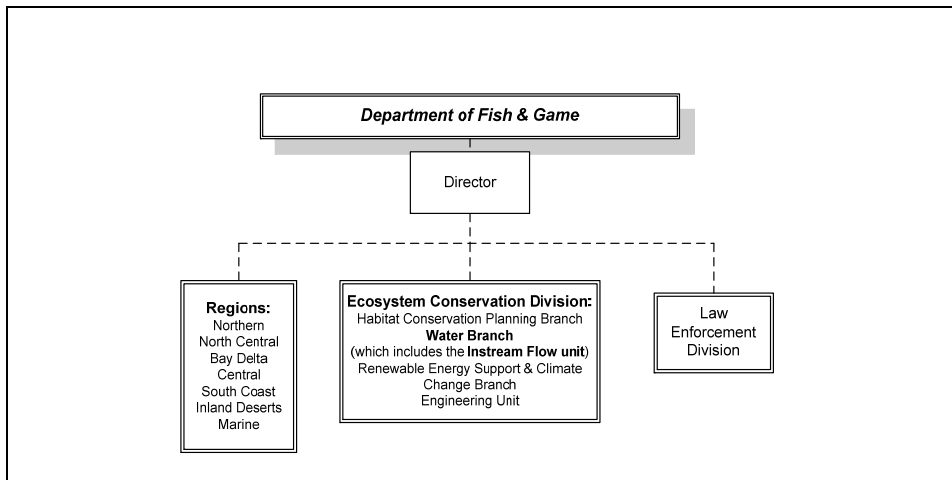 Department of Fish & Game
Director
Regions:
Northern
North Central
Bay Delta
Central
South Coast
Inland Deserts
Marine
Ecosystem Conservation Division:
Habitat Conservation Planning Branch
Water Branch
(which includes the Instream Flow unit)
Renewable Energy Support & Climate
Change Branch
Engineering Unit
Law
Enforcement
Division